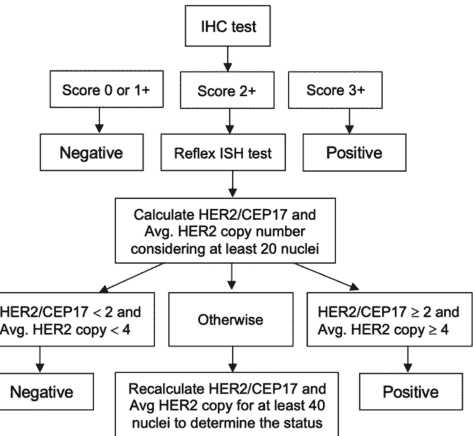 IHC test
Score 0 or 1+
Score 2+
Score 3+
Negative
Reflex ISH test
Positive
Calculate HER2/CEP17 and
Avg. HER2 copy number
considering at least 20 nuclei
HER2/CEP17 < 2 and
Avg. HER2 copy < 4
Otherwise
HER2/CEP17 ≥ 2 and
Avg. HER2 copy ≥ 4
Negative
Recalculate HER2/CEP17 and
Avg HER2 copy for at least 40
nuclei to determine the status
Positive